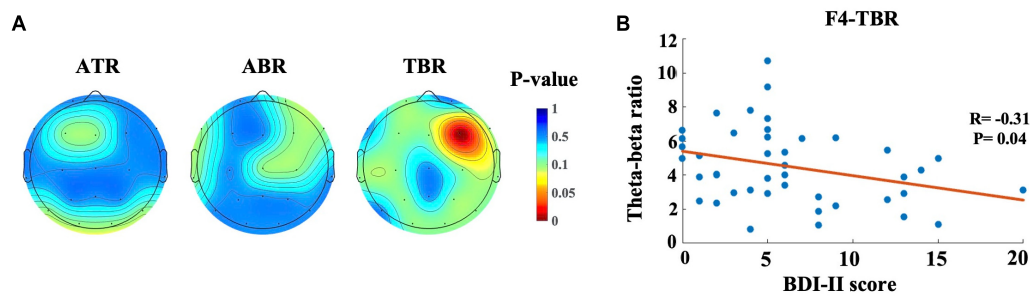 A
ATR
ABR
TBR
P-value
1
0.5
0.1
0.05
0
B
F4-TBR
Theta-beta ratio
12
10
8
6
4
2
0
R= -0.31
P= 0.04
0 5 10 15 20
BDI-II score